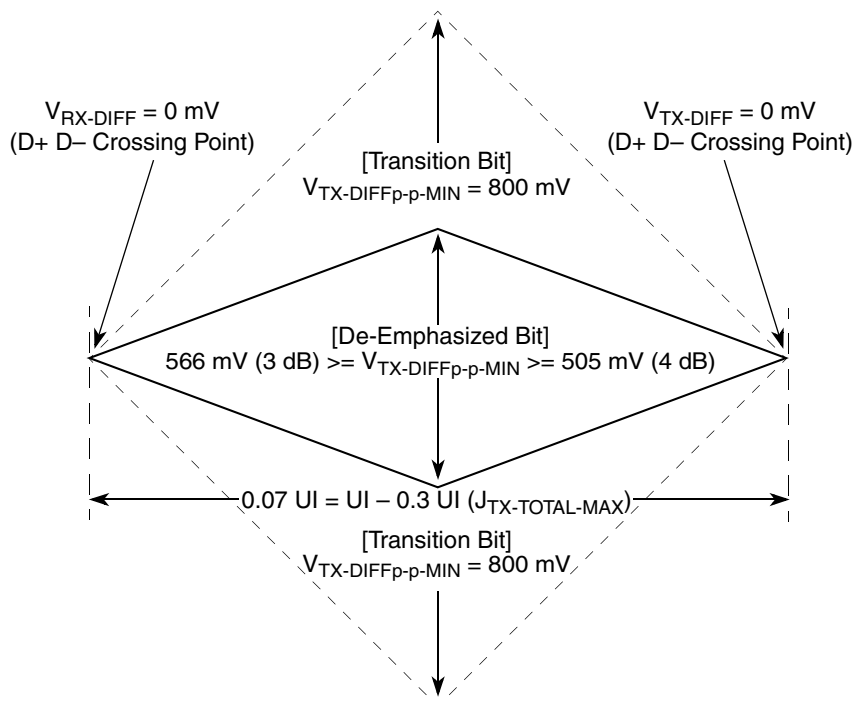 V_RX-DIFF = 0 mV
(D+ D– Crossing Point)
V_TX-DIFF = 0 mV
(D+ D– Crossing Point)
[Transition Bit]
V_TX-DIFFp-p-MIN = 800 mV
[De-Emphasized Bit]
566 mV (3 dB) >= V_TX-DIFFp-p-MIN >= 505 mV (4 dB)
0.07 UI = UI – 0.3 UI (J_TX-TOTAL-MAX)
[Transition Bit]
V_TX-DIFFp-p-MIN = 800 mV